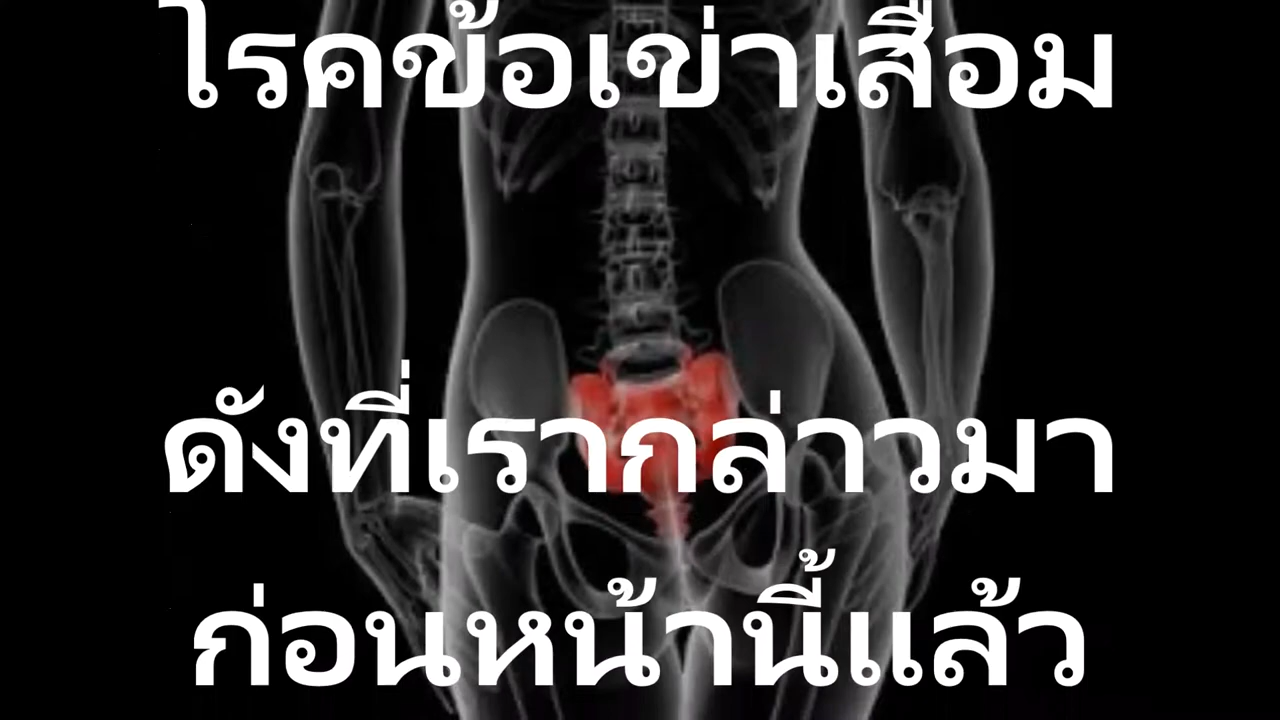 โรคข้อเข่าเสื่อม
ดังที่เรากล่าวมา
ก่อนหน้านี้แล้ว